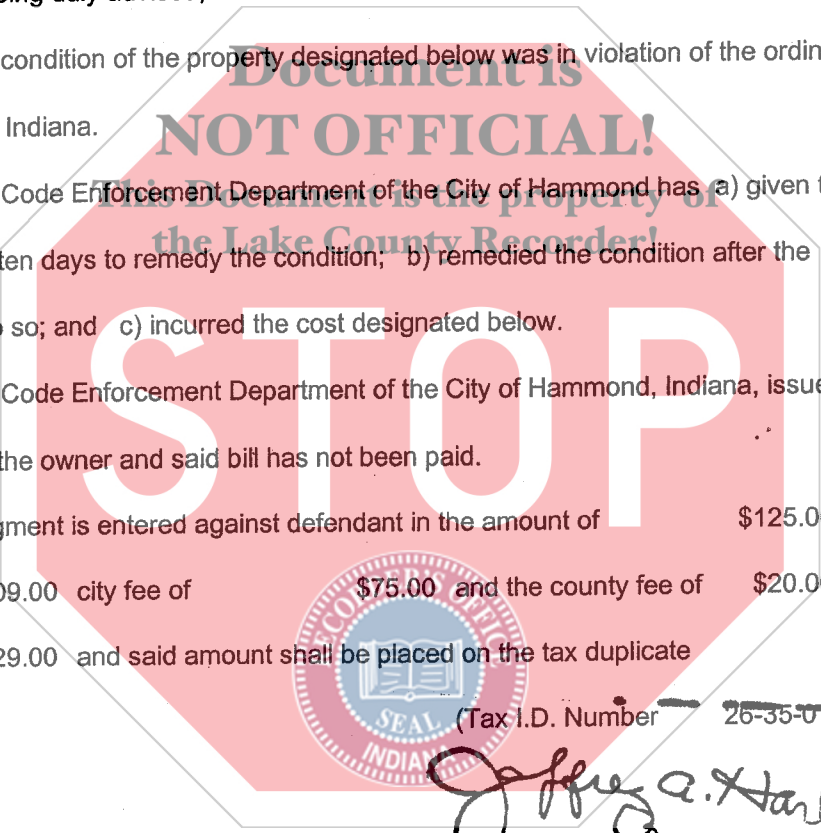 condition of the property designated below was in violation of the ordin
Document is
Indiana.
NOT OFFICIAL!
Code Enforcement Department of the City of Hammond has a) given
This Document is the property of
ten days to remedy the condition; b) remedied the condition after the
the Lake County Recorder!
so; and c) incurred the cost designated below.
STOP
Code Enforcement Department of the City of Hammond, Indiana, issue
the owner and said bill has not been paid.
gment is entered against defendant in the amount of $125.0
09.00 city fee of $75.00 and the county fee of $20.0
29.00 and said amount shall be placed on the tax duplicate
RECORDER'S OFFICE
SEAL
INDIANA
(Tax I.D. Number 26-35-0
Jeffrey A. Har